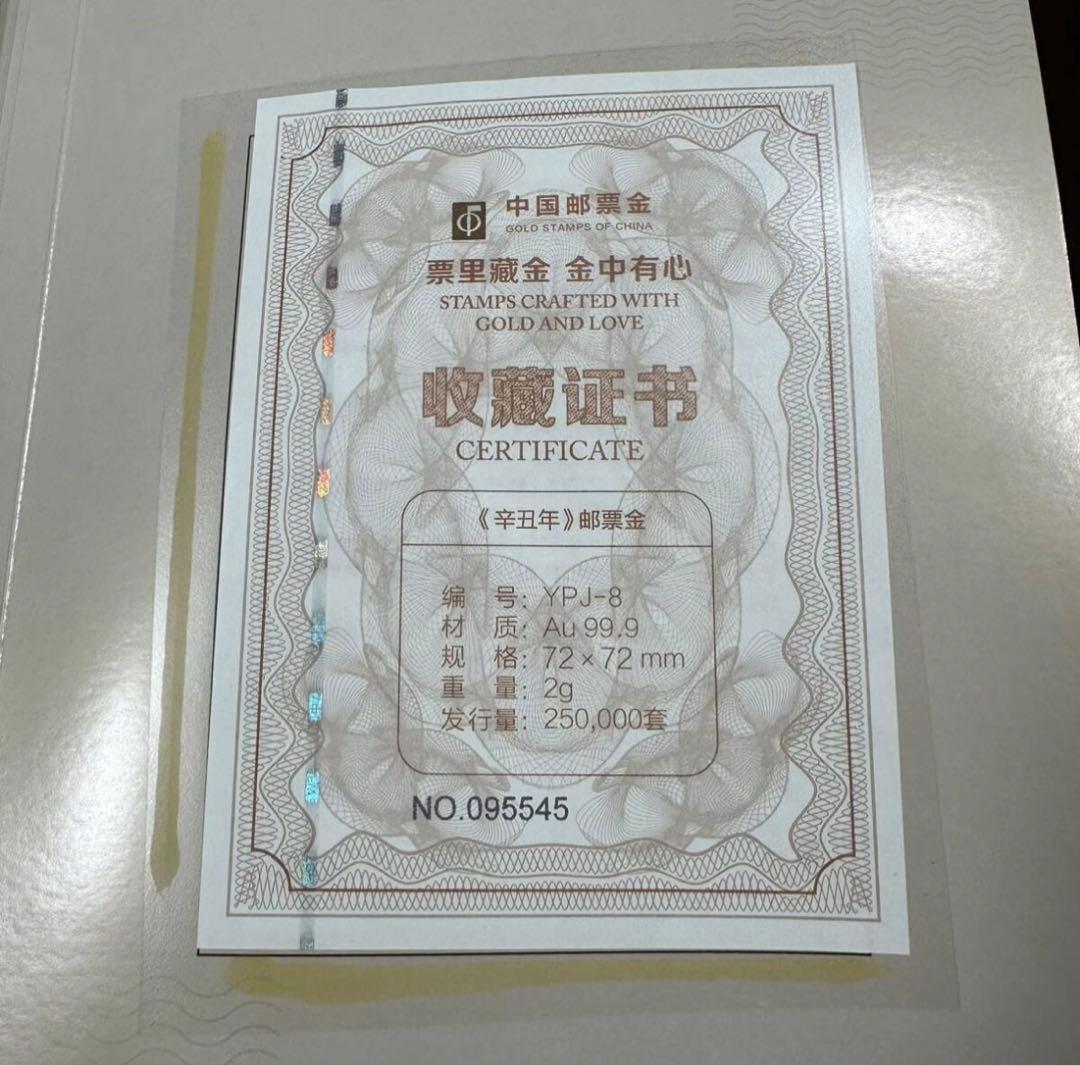 中国邮票金
GOLD STAMPS OF CHINA
票里藏金 金中有心
STAMPS CRAFTED WITH
GOLD AND LOVE
收藏证书
CERTIFICATE
《辛丑年》邮票金
编 号：YPJ-8
材 质：Au 99.9
规 格：72×72 mm
重 量：2g
发行量：250,000套
NO.095545